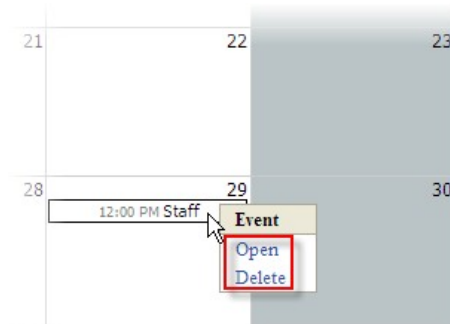 21 22 23
28 29 30
12:00 PM Staff
Event
Open
Delete